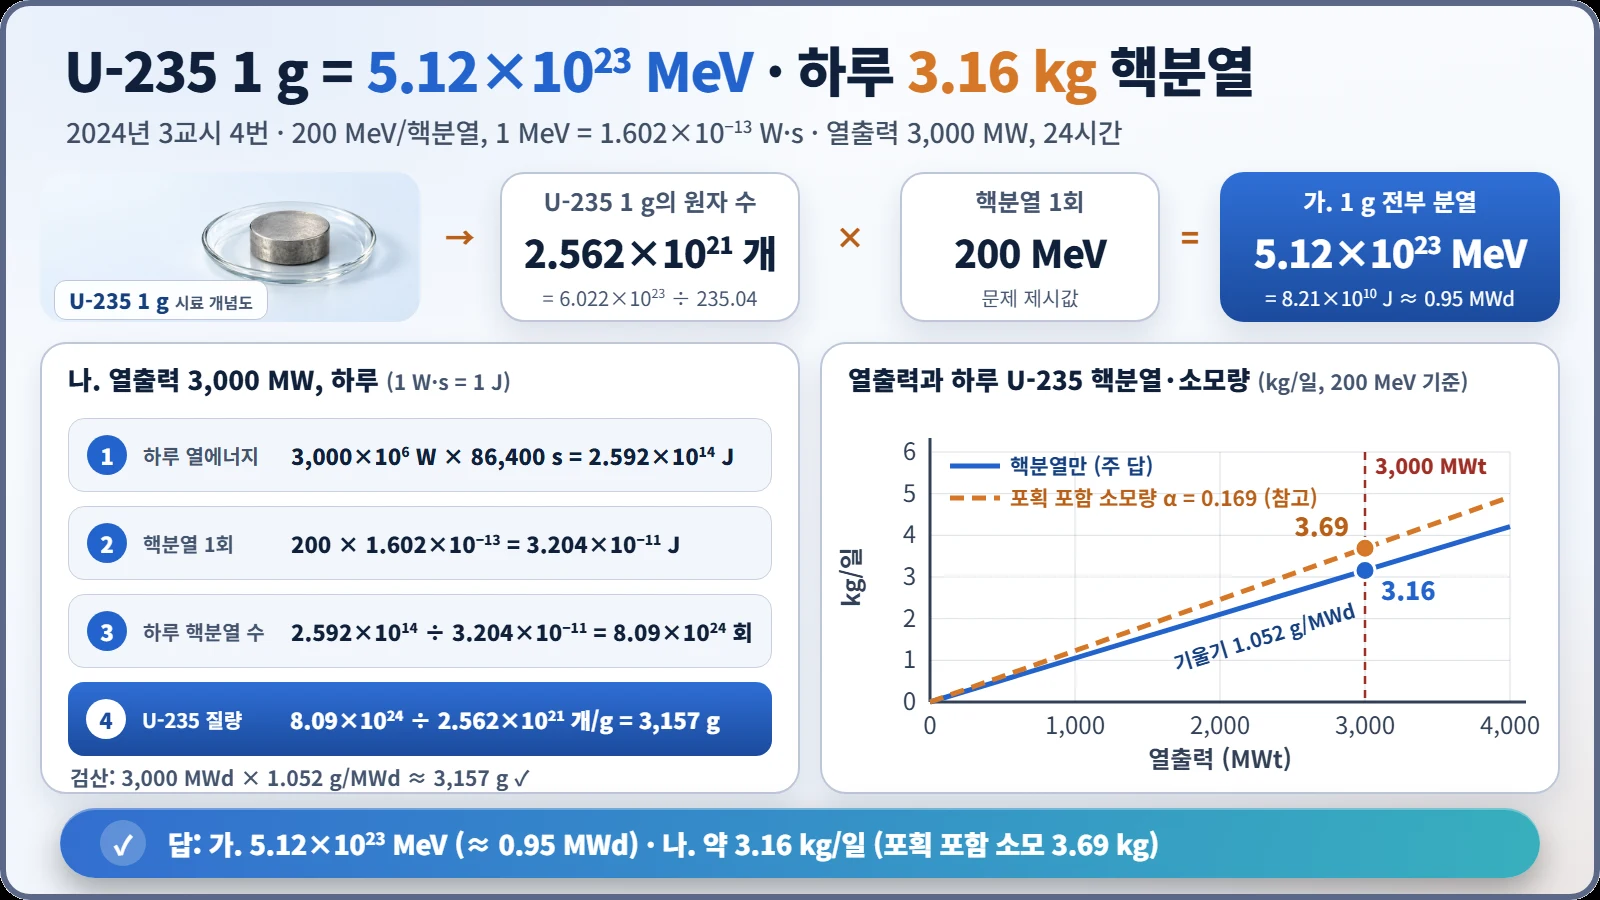 U-235 1 g = 5.12×10²³ MeV · 하루 3.16 kg 핵분열
2024년 3교시 4번 · 200 MeV/핵분열, 1 MeV = 1.602×10⁻¹³ W·s · 열출력 3,000 MW, 24시간
U-235 1 g 시료 개념도
→
U-235 1 g의 원자 수
2.562×10²¹ 개
= 6.022×10²³ ÷ 235.04
×
핵분열 1회
200 MeV
문제 제시값
=
가. 1 g 전부 분열
5.12×10²³ MeV
= 8.21×10¹⁰ J ≈ 0.95 MWd
나. 열출력 3,000 MW, 하루 (1 W·s = 1 J)
1 하루 열에너지 3,000×10⁶ W × 86,400 s = 2.592×10¹⁴ J
2 핵분열 1회 200 × 1.602×10⁻¹³ = 3.204×10⁻¹¹ J
3 하루 핵분열 수 2.592×10¹⁴ ÷ 3.204×10⁻¹¹ = 8.09×10²⁴ 회
4 U-235 질량 8.09×10²⁴ ÷ 2.562×10²¹ 개/g = 3,157 g
검산: 3,000 MWd × 1.052 g/MWd ≈ 3,157 g ✓
열출력과 하루 U-235 핵분열·소모량 (kg/일, 200 MeV 기준)
핵분열만 (주 답)
포획 포함 소모량 α = 0.169 (참고)
3,000 MWt
3.69
3.16
기울기 1.052 g/MWd
kg/일
6
5
4
3
2
1
0
0 1,000 2,000 3,000 4,000
열출력 (MWt)
✓ 답: 가. 5.12×10²³ MeV (≈ 0.95 MWd) · 나. 약 3.16 kg/일 (포획 포함 소모 3.69 kg)